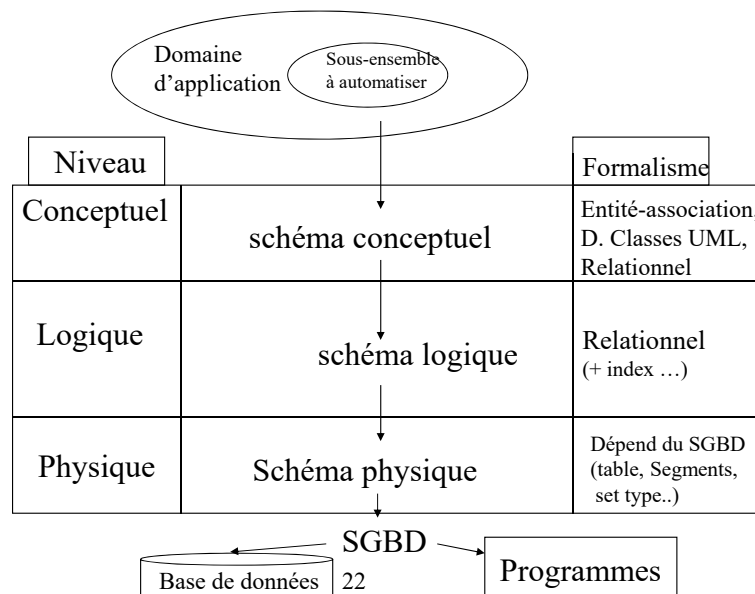 Domaine
d'application
Sous-ensemble
à automatiser
Niveau
Formalisme
Conceptuel
schéma conceptuel
Entité-association,
D. Classes UML,
Relationnel
Logique
schéma logique
Relationnel
(+ index …)
Physique
Schéma physique
Dépend du SGBD
(table, Segments,
set type..)
SGBD
Base de données
22
Programmes